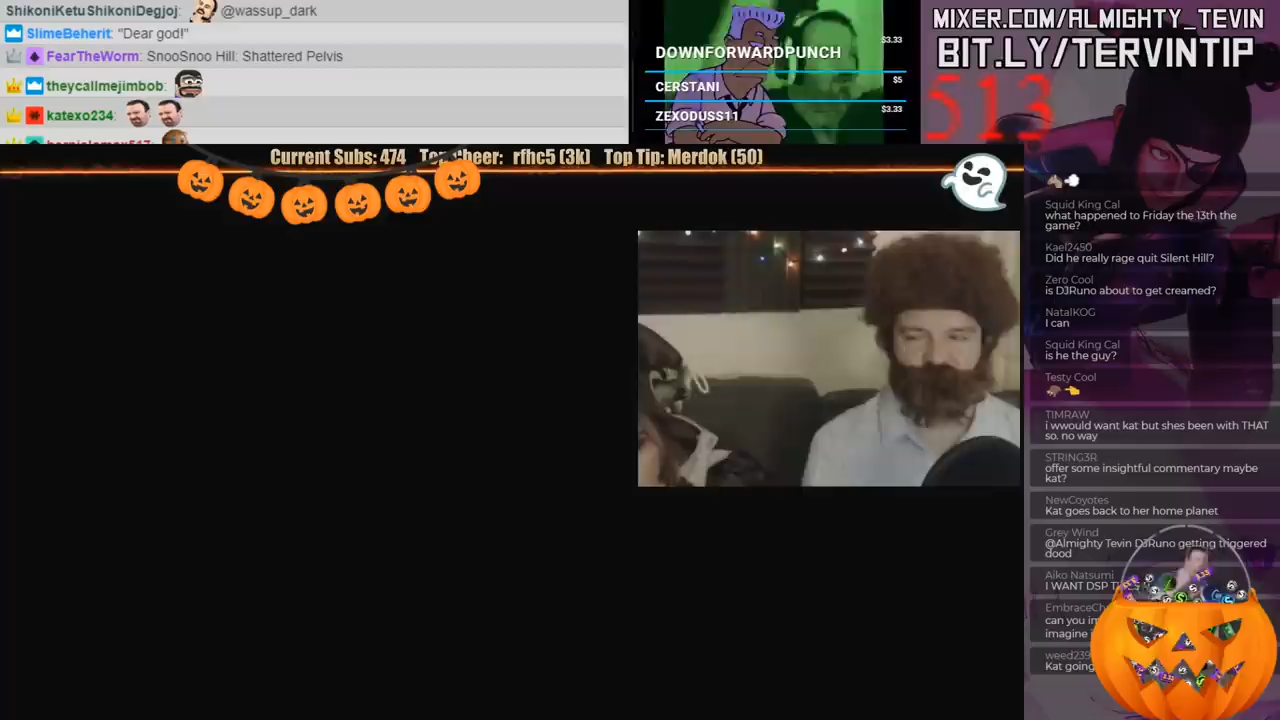 ShikoniKetuShikoniDegjoj: @wassup_dark
SlimeBeherit: "Dear god!"
FearTheWorm: SnooSnoo Hill: Shattered Pelvis
theycallmejimbob:
katexo234:
DOWNFORWARDPUNCH $3.33
CERSTANI $5
ZEXODUSS11 $3.33
MIXER.COM/ALMIGHTY_TEVIN
BIT.LY/TERVINTIP
513
Current Subs: 474 Top Cheer: rfhc5 (3k) Top Tip: Merdok (50)
Squid King Cal
what happened to Friday the 13th the
game?
Kael2450
Did he really rage quit Silent Hill?
Zero Cool
is DJRuno about to get creamed?
NatalKOG
I can
Squid King Cal
is he the guy?
Testy Cool
TIMRAW
i wwould want kat but shes been with THAT
so. no way
STRING3R
offer some insightful commentary maybe
kat?
NewCoyotes
Kat goes back to her home planet
Grey Wind
@Almighty Tevin DJRuno getting triggered
dood
Aiko Natsumi
I WANT DSP
can you
imagine
weed239
Kat going